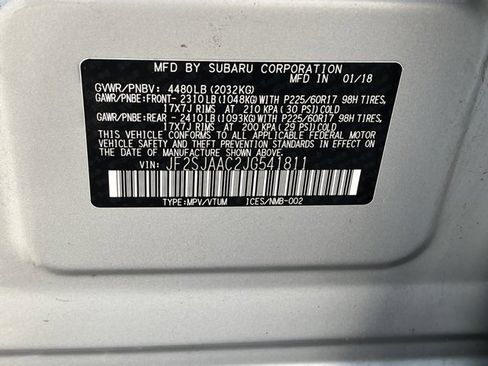 MFD BY SUBARU CORPORATION
MFD IN 01/18
GVWR/PNBV: 4480LB (2032KG)
GAWR/PNBE:FRONT- 2310LB(1048KG)WITH P225/60R17 98H TIRES,
17X7J RIMS AT 210 KPA (30 PSI)COLD
GAWR/PNBE:REAR - 2410LB(1093KG)WITH P225/60R17 98H TIRES,
17X7J RIMS AT 200 KPA (29 PSI)COLD
THIS VEHICLE CONFORMS TO ALL APPLICABLE FEDERAL MOTOR
VEHICLE SAFETY, BUMPER, AND THEFT PREVENTION STANDARDS
IN EFFECT ON THE DATE OF MANUFACTURE SHOWN ABOVE.
VIN: JF2SJAAC2JG541811
TYPE:MPV/VTUM ICES/NMB-002